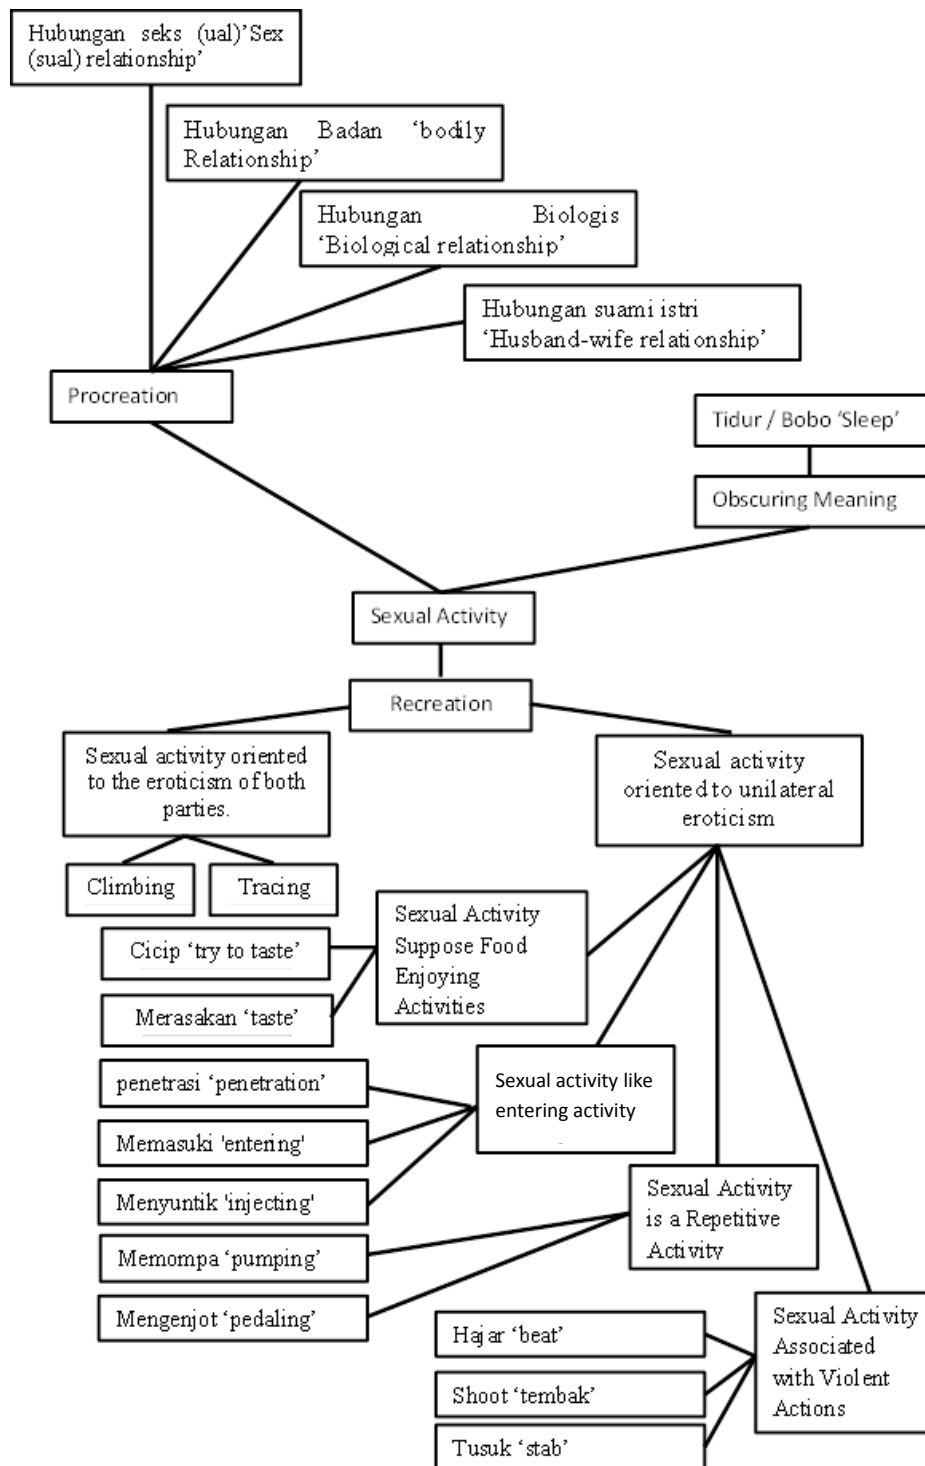 Hubungan seks (ual)’Sex
(sual) relationship’
Hubungan Badan ‘bodily
Relationship’
Hubungan Biologis
‘Biological relationship’
Hubungan suami istri
‘Husband-wife relationship’
Procreation
Tidur / Bobo ‘Sleep’
Obscuring Meaning
Sexual Activity
Recreation
Sexual activity oriented
to the eroticism of both
parties.
Sexual activity
oriented to unilateral
eroticism
Climbing
Tracing
Sexual Activity
Suppose Food
Enjoying
Activities
Cicip ‘try to taste’
Merasakan ‘taste’
penetrasi ‘penetration’
Memasuki 'entering'
Menyuntik 'injecting'
Sexual activity like
entering activity
Memompa ‘pumping’
Mengenjot ‘pedaling’
Sexual Activity
is a Repetitive
Activity
Hajar ‘beat’
Shoot ‘tembak’
Tusuk ‘stab’
Sexual Activity
Associated
with Violent
Actions